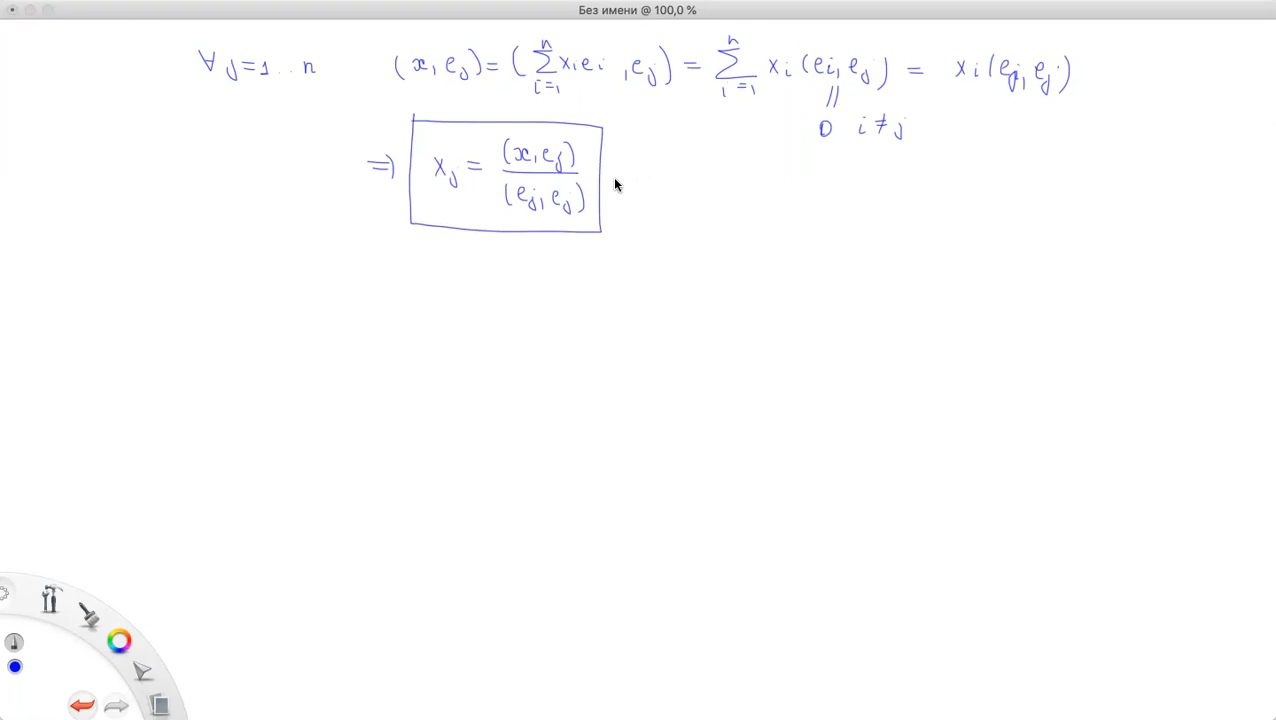 Без имени @ 100,0 %
∀ j=1..n (x, e_j) = ( ∑_{i=1}^{n} x_i e_i , e_j ) = ∑_{i=1}^{n} x_i (e_i, e_j) = x_i (e_j, e_j)
||
0 i ≠ j
⇒ x_j = (x, e_j) / (e_j, e_j)